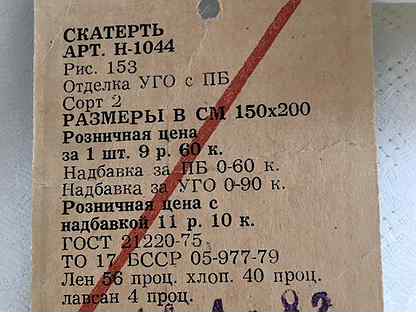 СКАТЕРТЬ
АРТ. Н-1044
Рис. 153
Отделка УГО с ПБ
Сорт 2
РАЗМЕРЫ В СМ 150х200
Розничная цена
за 1 шт. 9 р. 60 к.
Надбавка за ПБ 0-60 к.
Надбавка за УГО 0-90 к.
Розничная цена с
надбавкой 11 р. 10 к.
ГОСТ 21220-75
ТО 17 БССР 05-977-79
Лен 56 проц. хлоп. 40 проц.
лавсан 4 проц.